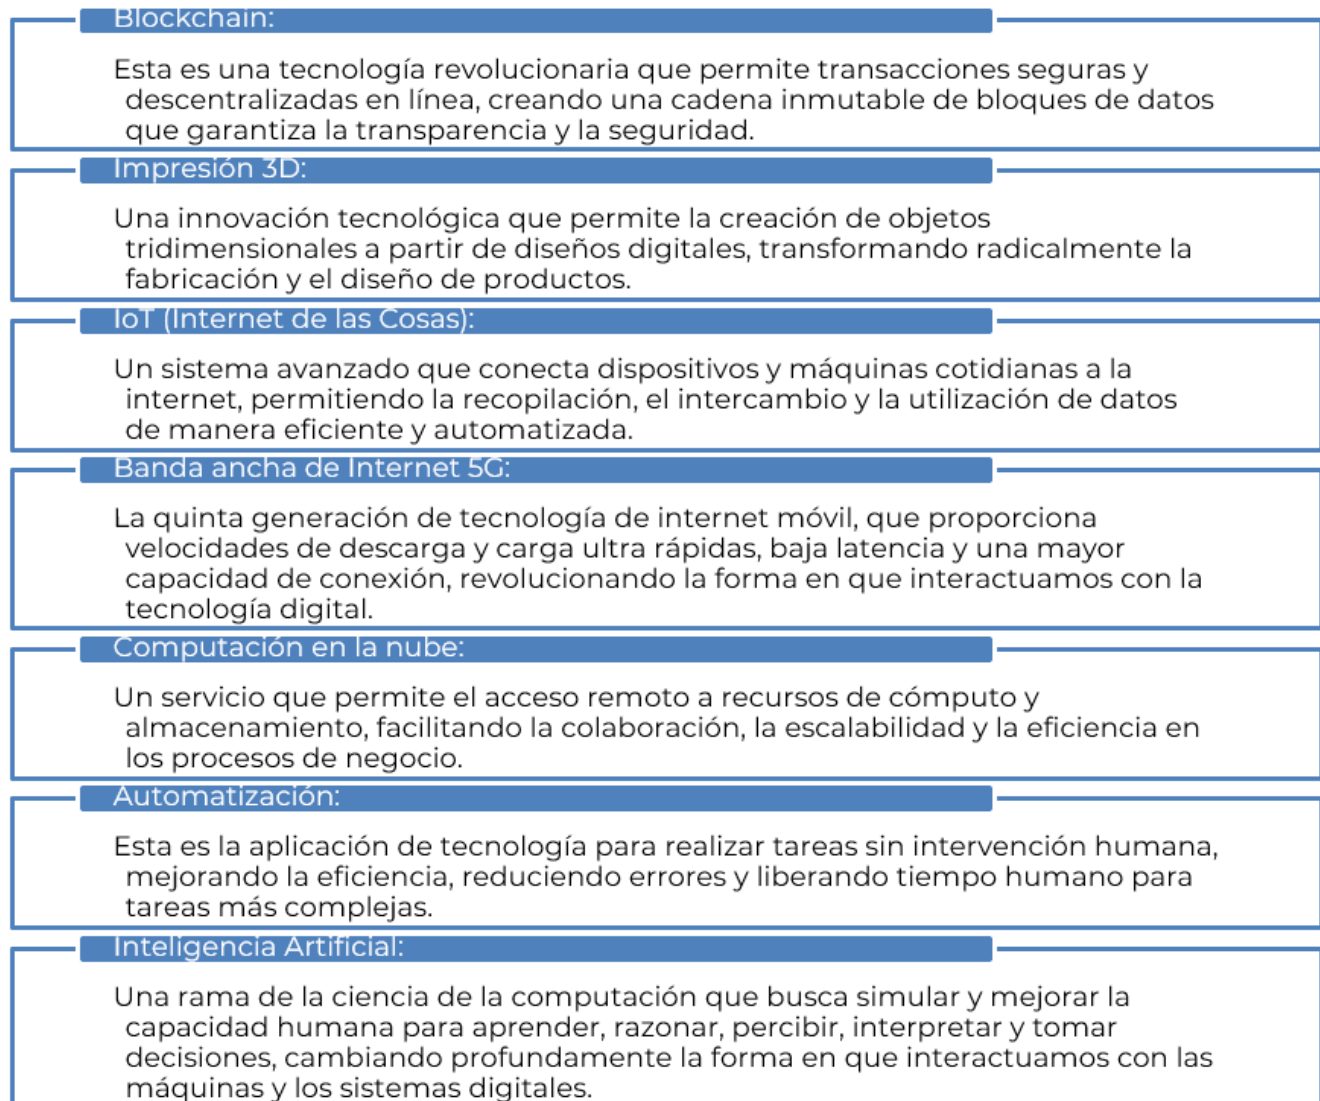 Blockchain:
Esta es una tecnología revolucionaria que permite transacciones seguras y
descentralizadas en línea, creando una cadena inmutable de bloques de datos
que garantiza la transparencia y la seguridad.
Impresión 3D:
Una innovación tecnológica que permite la creación de objetos
tridimensionales a partir de diseños digitales, transformando radicalmente la
fabricación y el diseño de productos.
IoT (Internet de las Cosas):
Un sistema avanzado que conecta dispositivos y máquinas cotidianas a la
internet, permitiendo la recopilación, el intercambio y la utilización de datos
de manera eficiente y automatizada.
Banda ancha de Internet 5G:
La quinta generación de tecnología de internet móvil, que proporciona
velocidades de descarga y carga ultra rápidas, baja latencia y una mayor
capacidad de conexión, revolucionando la forma en que interactuamos con la
tecnología digital.
Computación en la nube:
Un servicio que permite el acceso remoto a recursos de cómputo y
almacenamiento, facilitando la colaboración, la escalabilidad y la eficiencia en
los procesos de negocio.
Automatización:
Esta es la aplicación de tecnología para realizar tareas sin intervención humana,
mejorando la eficiencia, reduciendo errores y liberando tiempo humano para
tareas más complejas.
Inteligencia Artificial:
Una rama de la ciencia de la computación que busca simular y mejorar la
capacidad humana para aprender, razonar, percibir, interpretar y tomar
decisiones, cambiando profundamente la forma en que interactuamos con las
máquinas y los sistemas digitales.